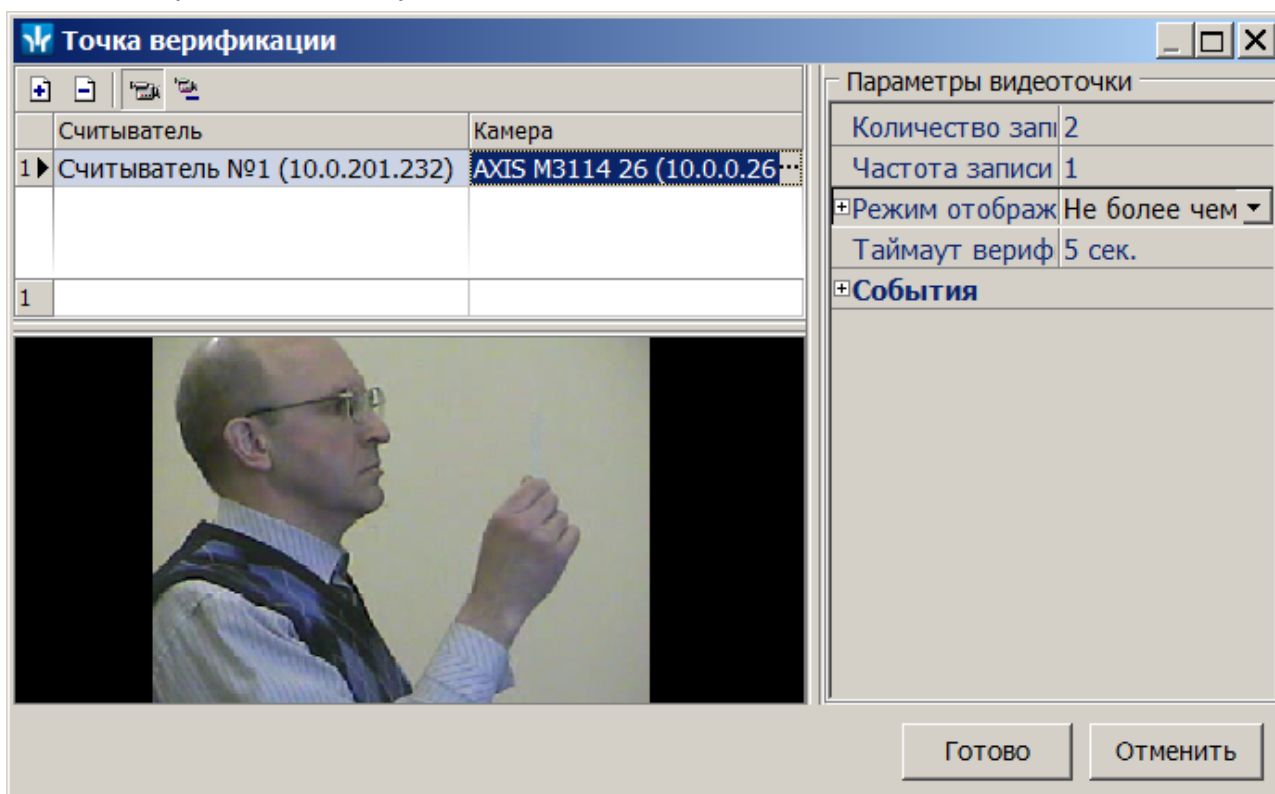 Точка верификации
Считыватель Камера
1 Считыватель №1 (10.0.201.232) AXIS M3114 26 (10.0.0.26 ...
1
Параметры видеоточки
Количество запи 2
Частота записи 1
Режим отображ Не более чем
Таймаут вериф 5 сек.
События
Готово Отменить